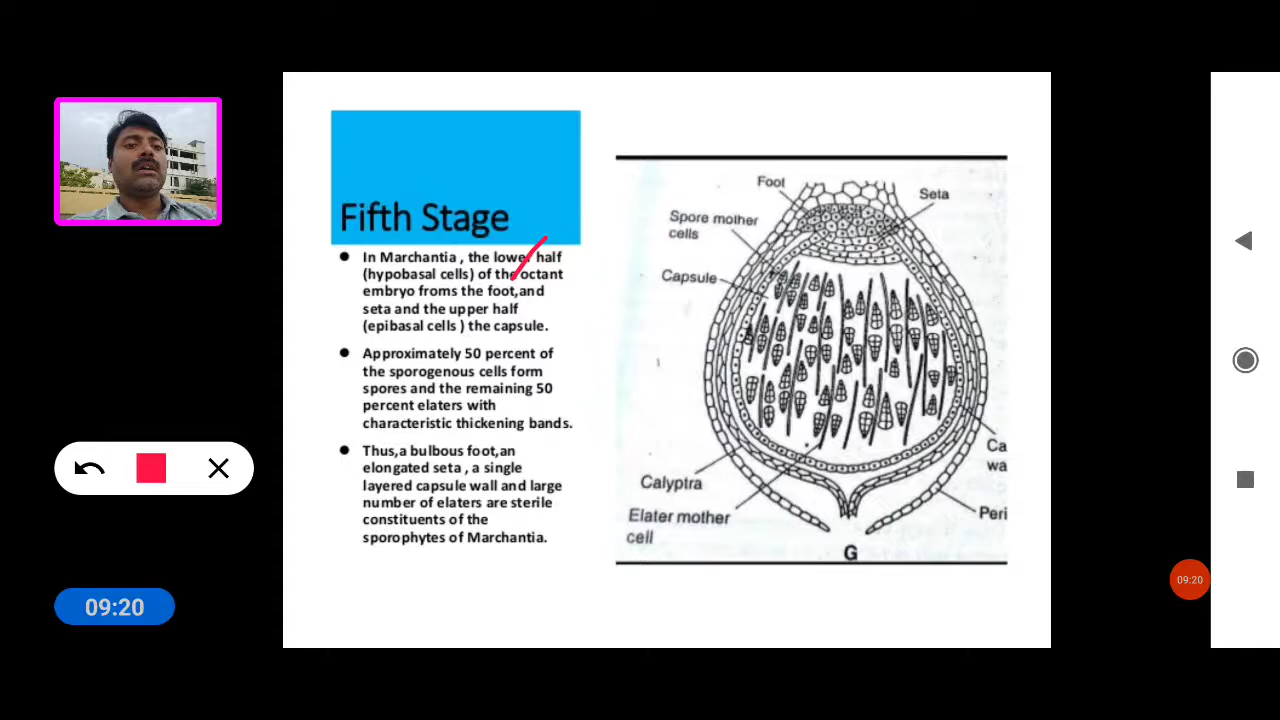 Fifth Stage
● In Marchantia , the lower half
(hypobasal cells) of the octant
embryo froms the foot,and
seta and the upper half
(epibasal cells ) the capsule.
● Approximately 50 percent of
the sporogenous cells form
spores and the remaining 50
percent elaters with
characteristic thickening bands.
● Thus,a bulbous foot,an
elongated seta , a single
layered capsule wall and large
number of elaters are sterile
constituents of the
sporophytes of Marchantia.
Foot
Seta
Spore mother
cells
Capsule
Ca
wa
Calyptra
Peri
Elater mother
cell
G
09:20
09:20